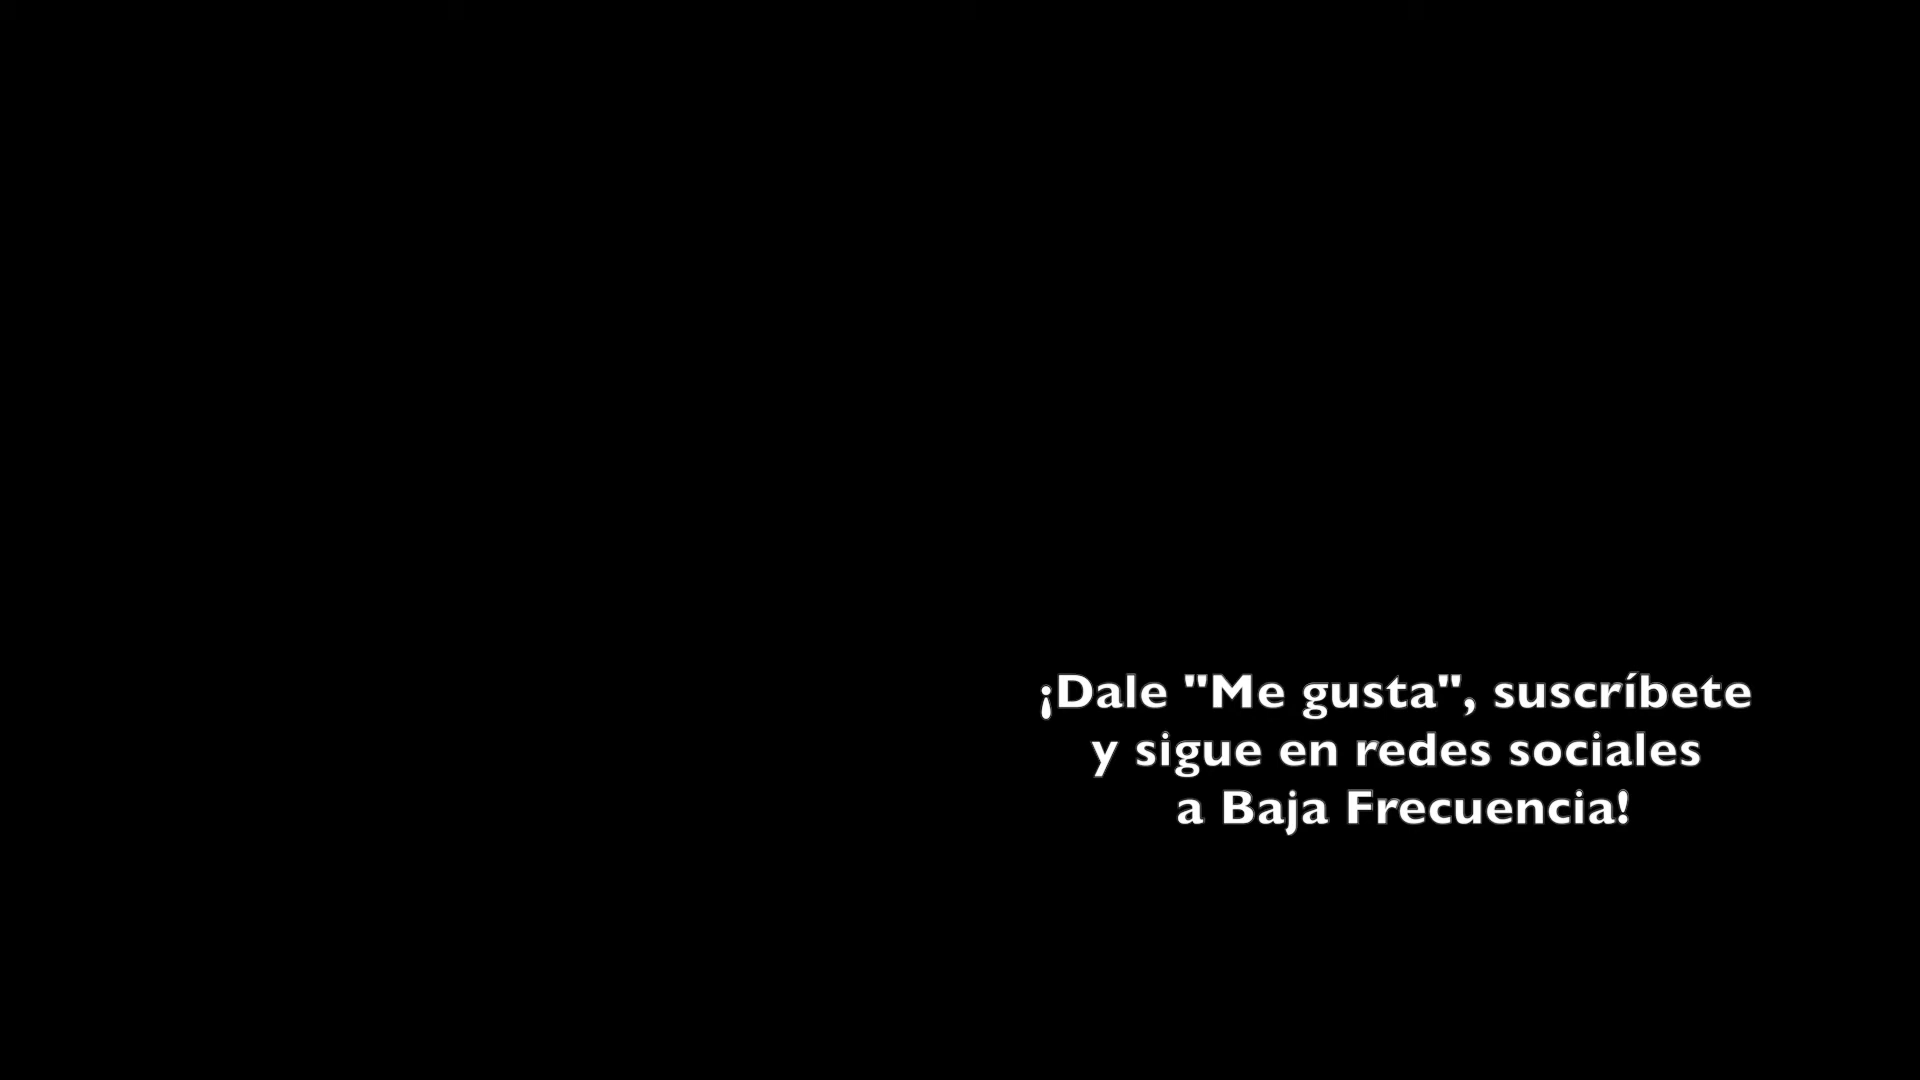 ¡Dale "Me gusta", suscríbete
y sigue en redes sociales
a Baja Frecuencia!